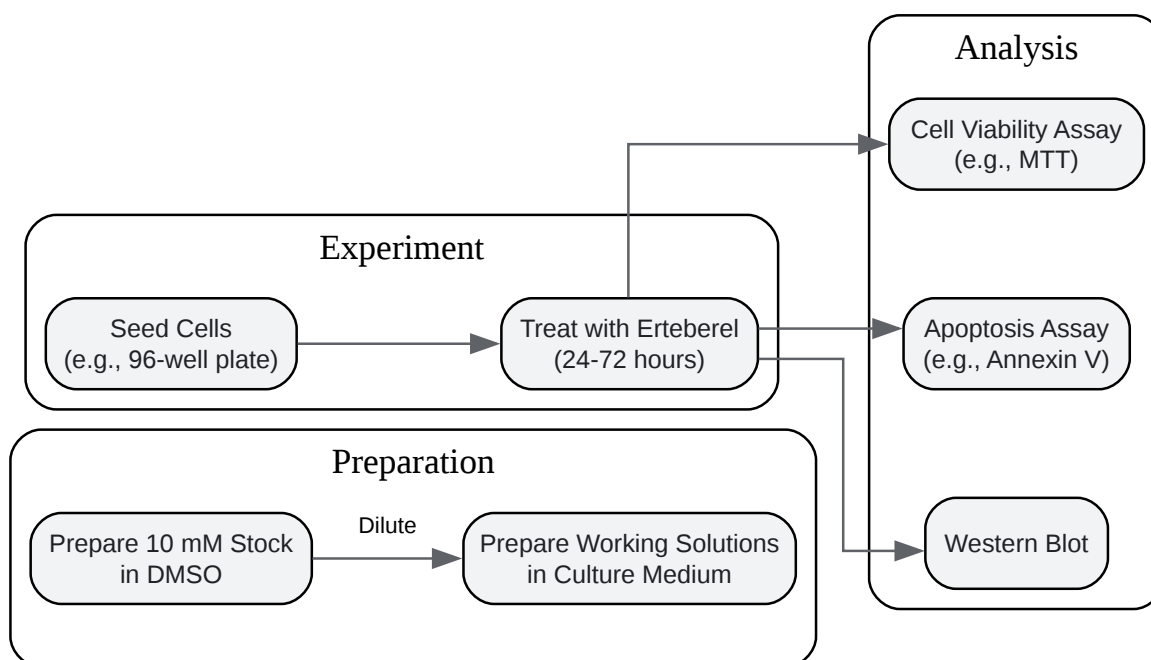 Experiment
Seed Cells
(e.g., 96-well plate)
Treat with Erteberel
(24-72 hours)
Preparation
Prepare 10 mM Stock
in DMSO
Dilute
Prepare Working Solutions
in Culture Medium
Analysis
Cell Viability Assay
(e.g., MTT)
Apoptosis Assay
(e.g., Annexin V)
Western Blot